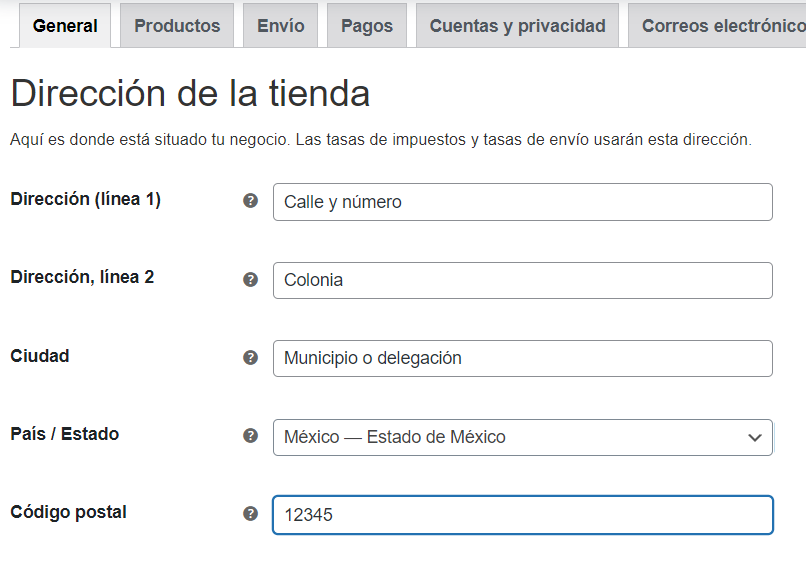 General Productos Envío Pagos Cuentas y privacidad Correos electrónico
Dirección de la tienda
Aquí es donde está situado tu negocio. Las tasas de impuestos y tasas de envío usarán esta dirección.
Dirección (línea 1) ? Calle y número
Dirección, línea 2 ? Colonia
Ciudad ? Municipio o delegación
País / Estado ? México — Estado de México
Código postal ? 12345